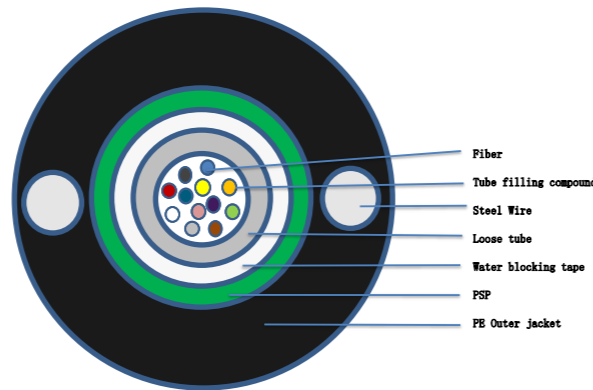 Fiber
Tube filling compound
Steel Wire
Loose tube
Water blocking tape
PSP
PE Outer jacket